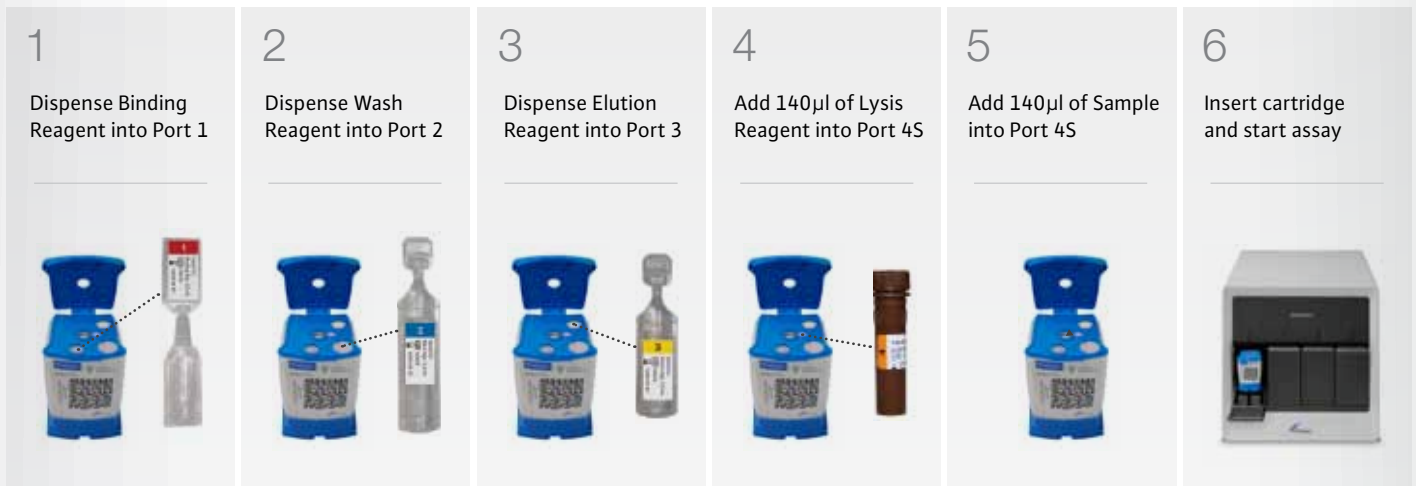 1
Dispense Binding
Reagent into Port 1
2
Dispense Wash
Reagent into Port 2
3
Dispense Elution
Reagent into Port 3
4
Add 140µl of Lysis
Reagent into Port 4S
5
Add 140µl of Sample
into Port 4S
6
Insert cartridge
and start assay